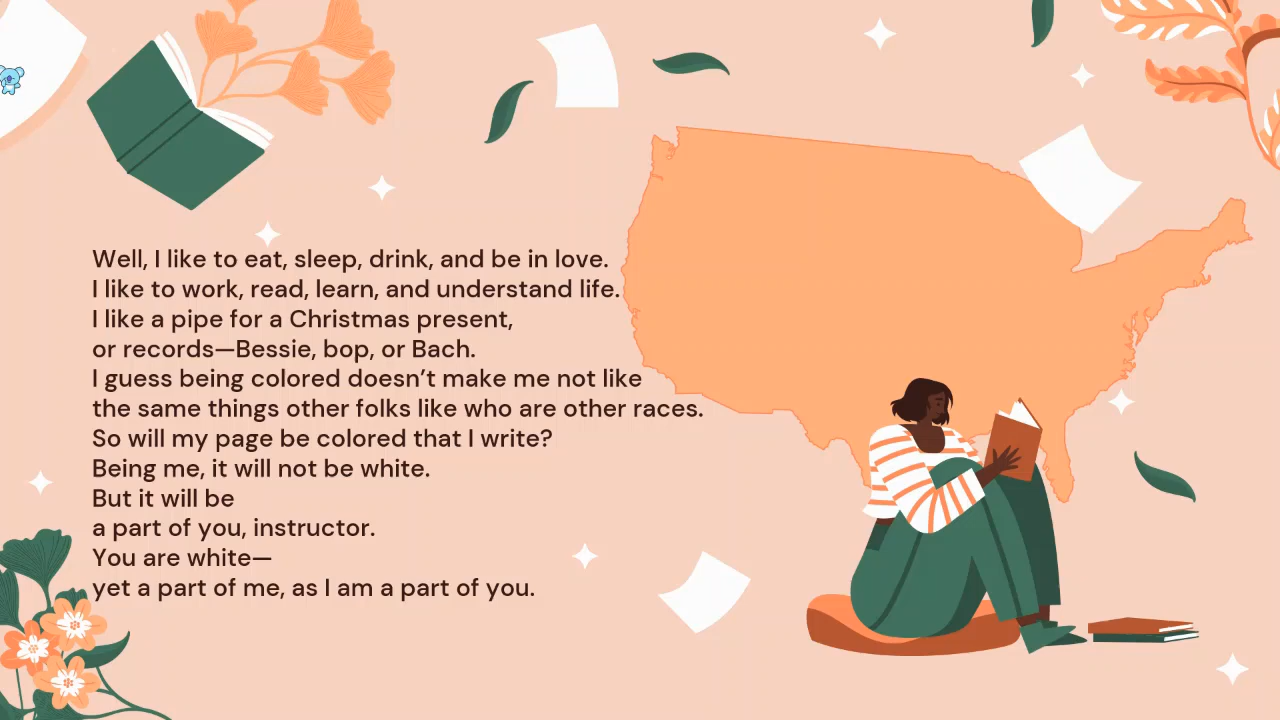 Well, I like to eat, sleep, drink, and be in love.
I like to work, read, learn, and understand life.
I like a pipe for a Christmas present,
or records—Bessie, bop, or Bach.
I guess being colored doesn’t make me not like
the same things other folks like who are other races.
So will my page be colored that I write?
Being me, it will not be white.
But it will be
a part of you, instructor.
You are white—
yet a part of me, as I am a part of you.